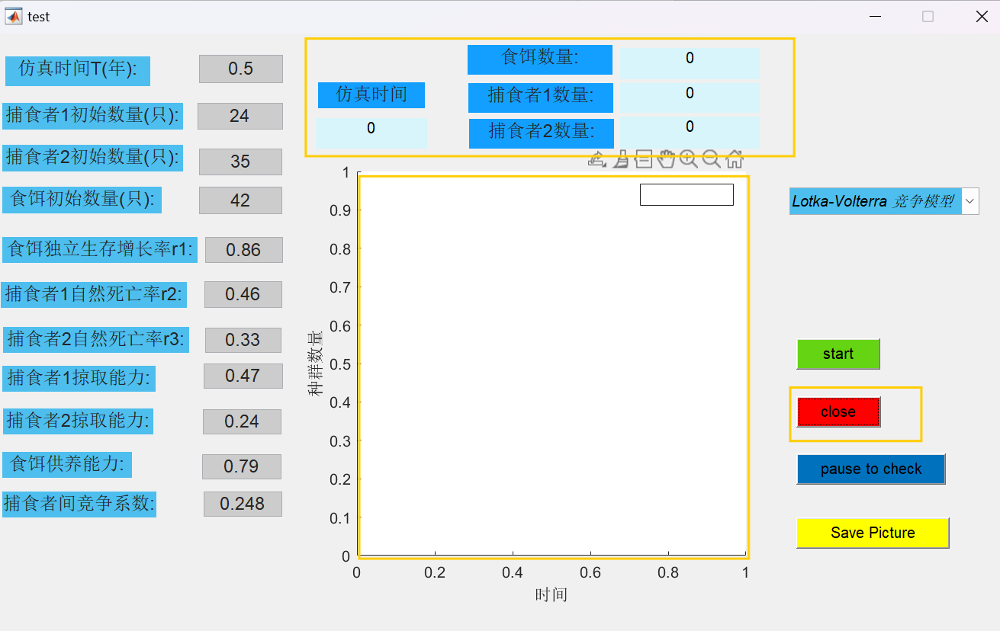 test
仿真时间T(年):
0.5
捕食者1初始数量(只):
24
捕食者2初始数量(只):
35
食饵初始数量(只):
42
食饵独立生存增长率r1:
0.86
捕食者1自然死亡率r2:
0.46
捕食者2自然死亡率r3:
0.33
捕食者1掠取能力:
0.47
捕食者2掠取能力:
0.24
食饵供养能力:
0.79
捕食者间竞争系数:
0.248
仿真时间
0
食饵数量:
0
捕食者1数量:
0
捕食者2数量:
0
1
0.9
0.8
0.7
0.6
0.5
0.4
0.3
0.2
0.1
0
种群数量
0
0.2
0.4
0.6
0.8
1
时间
Lotka-Volterra 竞争模型
start
close
pause to check
Save Picture